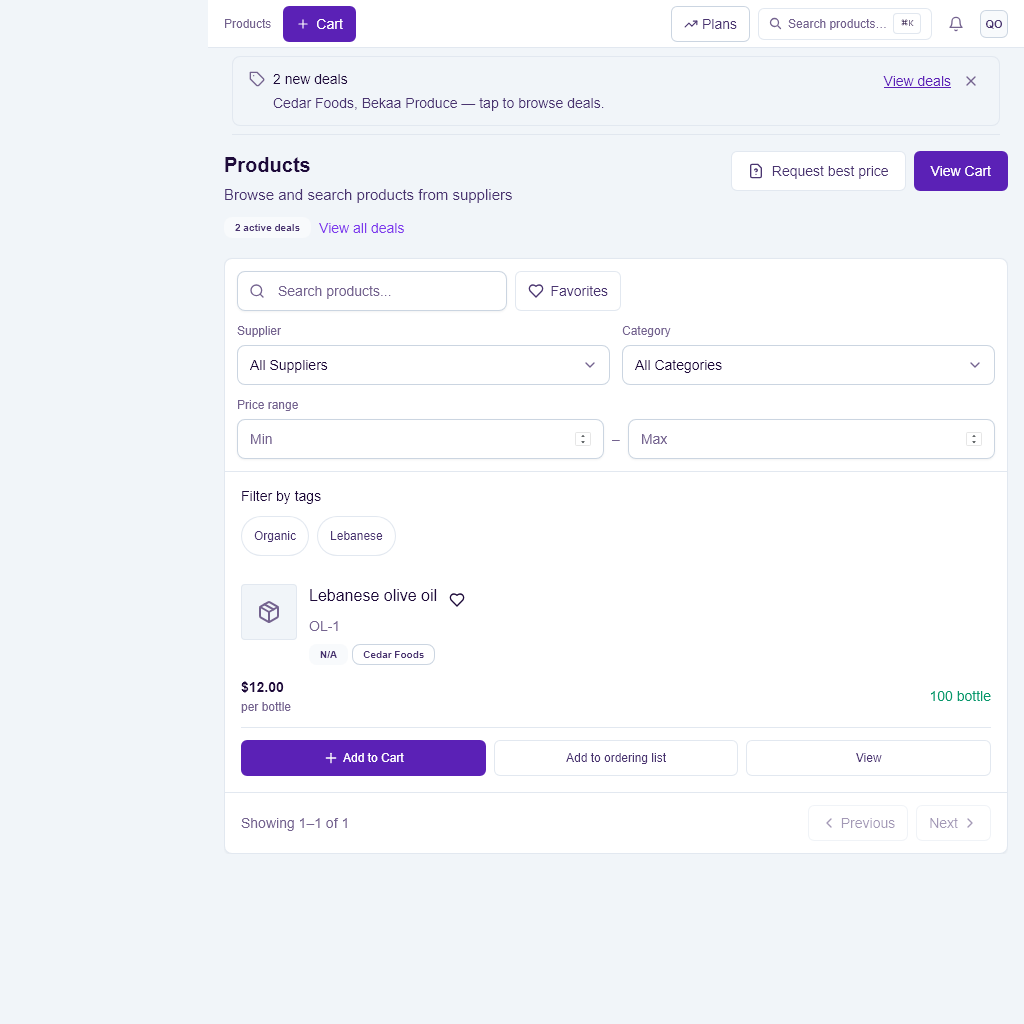 Products
Cart
Plans
Search products...
⌘K
QO
2 new deals
View deals
Cedar Foods, Bekaa Produce — tap to browse deals.
Products
Request best price
View Cart
Browse and search products from suppliers
2 active deals
View all deals
Search products...
Favorites
Supplier
Category
All Suppliers
All Categories
Price range
Min
–
Max
Filter by tags
Organic
Lebanese
Lebanese olive oil
OL-1
N/A
Cedar Foods
$12.00
per bottle
100 bottle
Add to Cart
Add to ordering list
View
Showing 1–1 of 1
Previous
Next